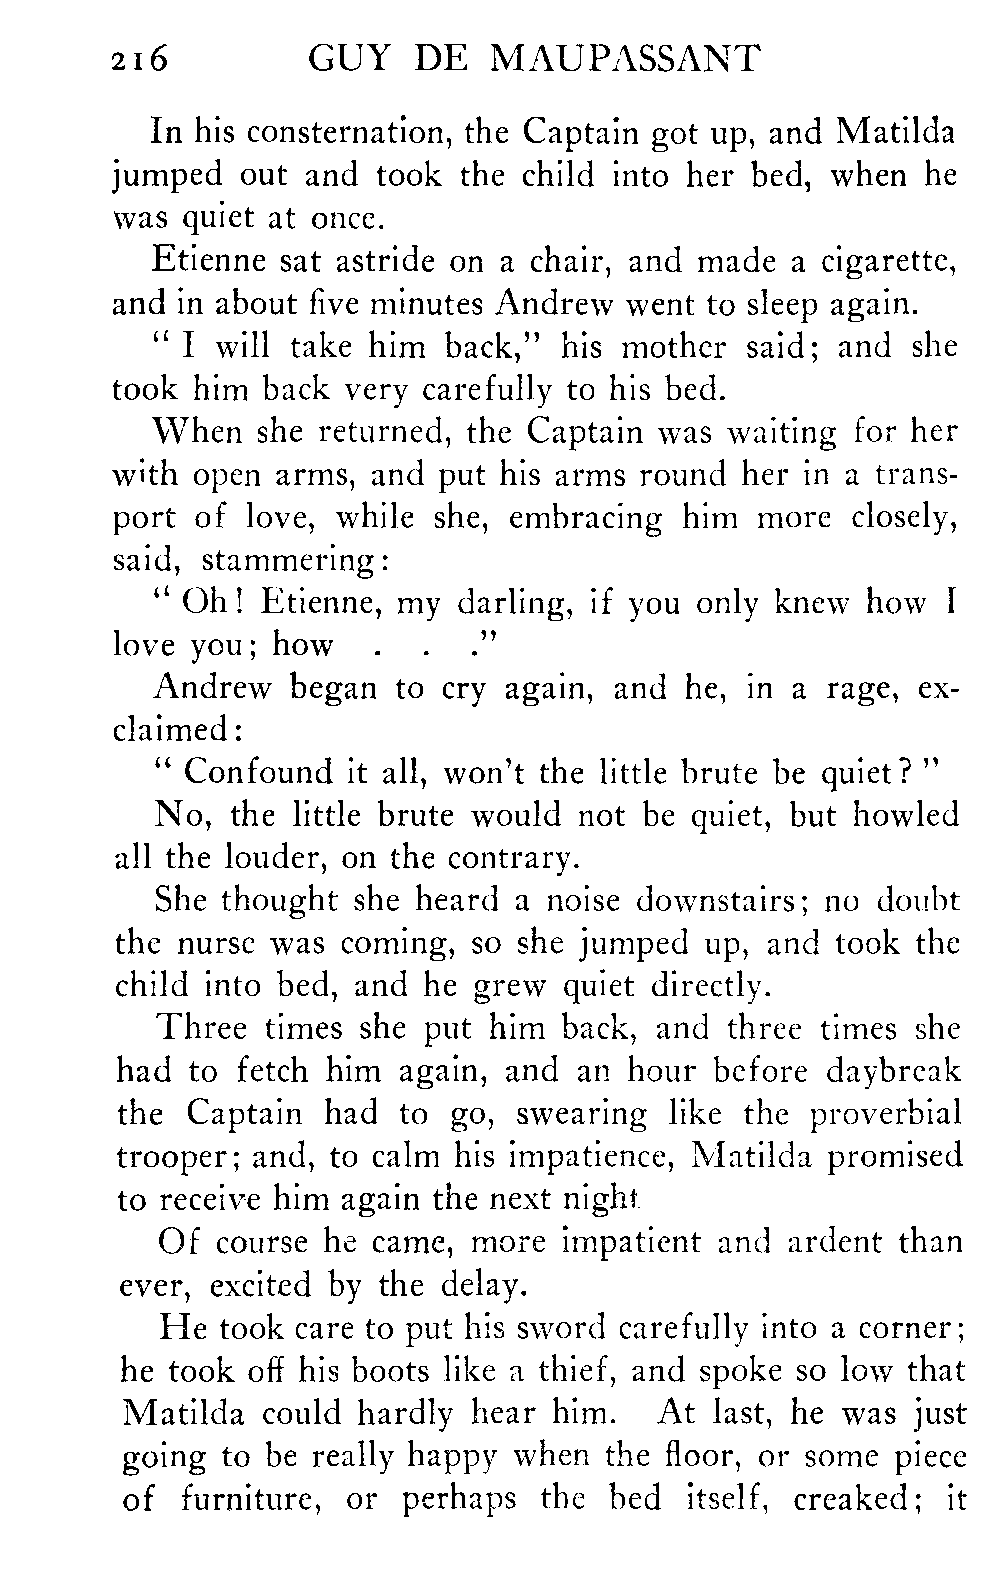 216 GUY DE MAUPASSANT
In his consternation, the Captain got up, and Matilda
jumped out and took the child into her bed, when he
was quiet at once.
Etienne sat astride on a chair, and made a cigarette,
and in about five minutes Andrew went to sleep again.
" I will take him back," his mother said; and she
took him back very carefully to his bed.
When she returned, the Captain was waiting for her
with open arms, and put his arms round her in a trans-
port of love, while she, embracing him more closely,
said, stammering:
" Oh! Etienne, my darling, if you only knew how I
love you; how . . ."
Andrew began to cry again, and he, in a rage, ex-
claimed:
" Confound it all, won't the little brute be quiet? "
No, the little brute would not be quiet, but howled
all the louder, on the contrary.
She thought she heard a noise downstairs; no doubt
the nurse was coming, so she jumped up, and took the
child into bed, and he grew quiet directly.
Three times she put him back, and three times she
had to fetch him again, and an hour before daybreak
the Captain had to go, swearing like the proverbial
trooper; and, to calm his impatience, Matilda promised
to receive him again the next night.
Of course he came, more impatient and ardent than
ever, excited by the delay.
He took care to put his sword carefully into a corner;
he took off his boots like a thief, and spoke so low that
Matilda could hardly hear him. At last, he was just
going to be really happy when the floor, or some piece
of furniture, or perhaps the bed itself, creaked; it